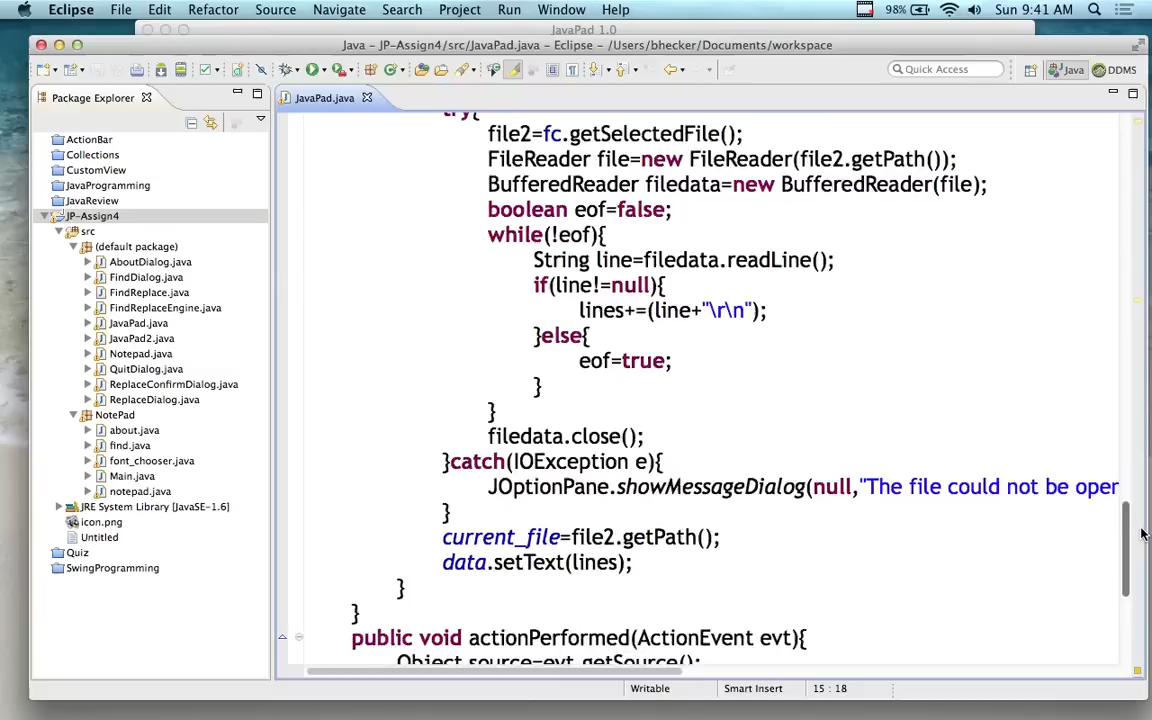 Eclipse File Edit Refactor Source Navigate Search Project Run Window Help 98% Sun 9:41 AM
JavaPad 1.0
Java - JP-Assign4/src/JavaPad.java - Eclipse - /Users/bhecker/Documents/workspace
Quick Access Java DDMS
Package Explorer
JavaPad.java
ActionBar
Collections
CustomView
JavaProgramming
JavaReview
JP-Assign4
src
(default package)
AboutDialog.java
FindDialog.java
FindReplace.java
FindReplaceEngine.java
JavaPad.java
JavaPad2.java
Notepad.java
QuitDialog.java
ReplaceConfirmDialog.java
ReplaceDialog.java
NotePad
about.java
find.java
font_chooser.java
Main.java
notepad.java
JRE System Library [JavaSE-1.6]
icon.png
Untitled
Quiz
SwingProgramming
try{
file2=fc.getSelectedFile();
FileReader file=new FileReader(file2.getPath());
BufferedReader filedata=new BufferedReader(file);
boolean eof=false;
while(!eof){
String line=filedata.readLine();
if(line!=null){
lines+=(line+"\r\n");
}else{
eof=true;
}
}
filedata.close();
}catch(IOException e){
JOptionPane.showMessageDialog(null,"The file could not be oper
}
current_file=file2.getPath();
data.setText(lines);
}
}
public void actionPerformed(ActionEvent evt){
Object source=evt.getSource();
Writable Smart Insert 15 : 18